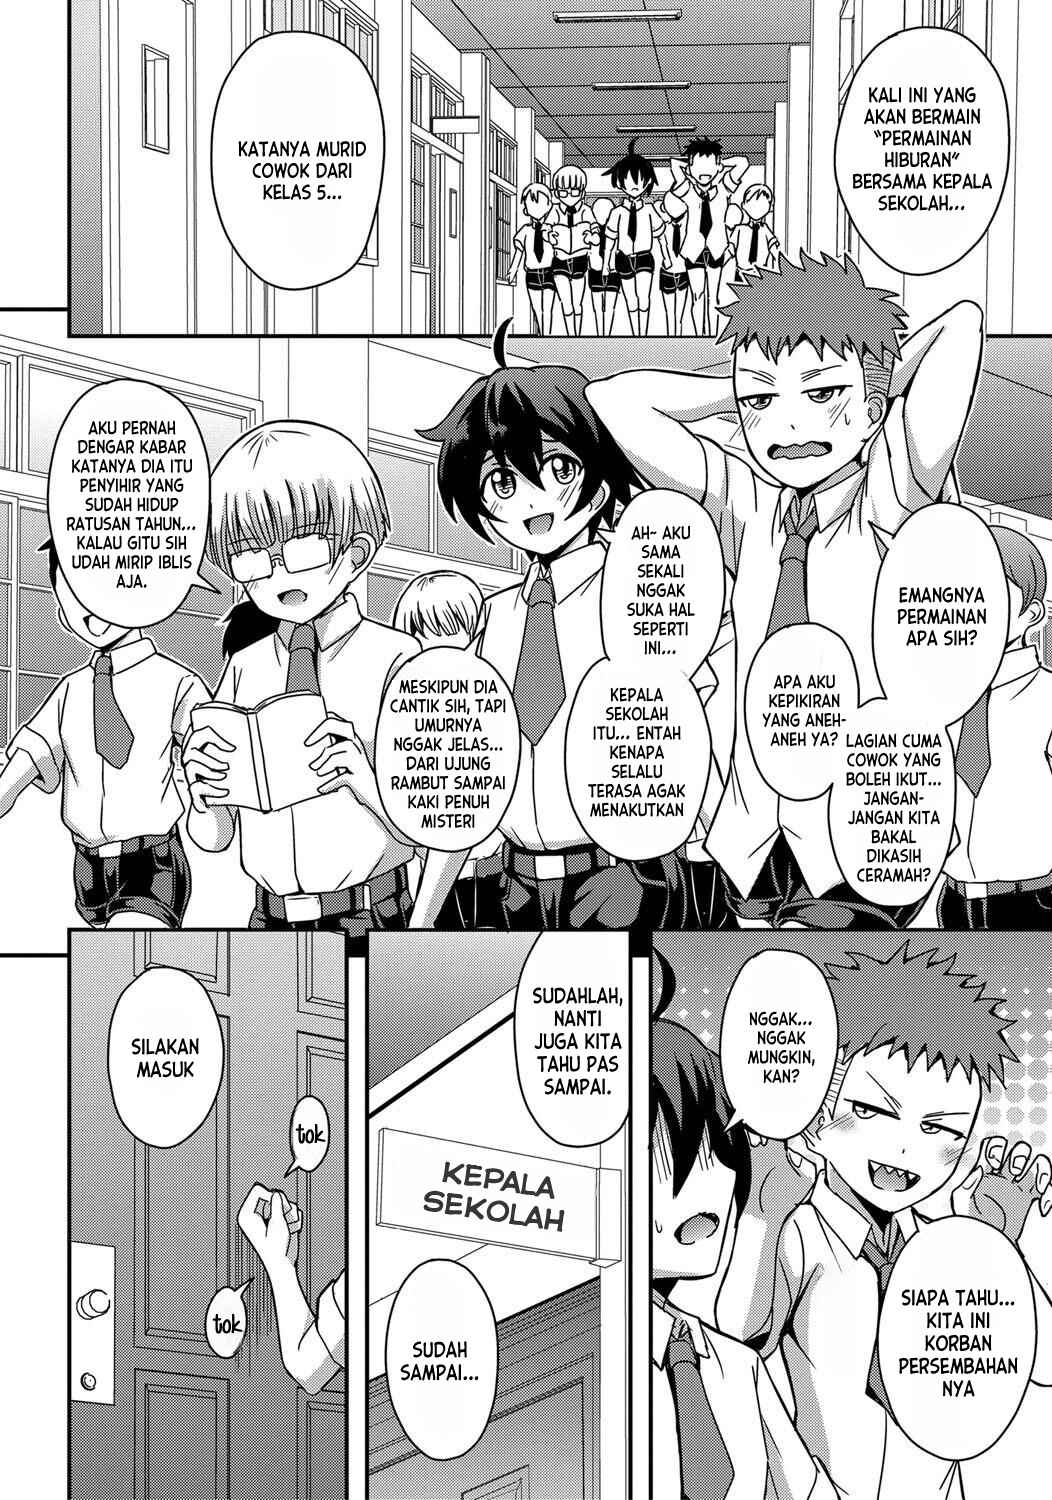 KALI INI YANG
AKAN BERMAIN
"PERMAINAN
HIBURAN"
BERSAMA KEPALA
SEKOLAH...
KATANYA MURID
COWOK DARI
KELAS 5...
EMANGNYA
PERMAINAN
APA SIH?
LAGIAN CUMA
COWOK YANG
BOLEH IKUT...
JANGAN-
JANGAN KITA
BAKAL
DIKASIH
CERAMAH?
APA AKU
KEPIKIRAN
YANG ANEH-
ANEH YA?
AH~ AKU
SAMA
SEKALI
NGGAK
SUKA HAL
SEPERTI
INI...
KEPALA
SEKOLAH
ITU... ENTAH
KENAPA
SELALU
TERASA AGAK
MENAKUTKAN
AKU PERNAH
DENGAR KABAR
KATANYA DIA ITU
PENYIHIR YANG
SUDAH HIDUP
RATUSAN TAHUN...
KALAU GITU SIH
UDAH MIRIP IBLIS
AJA.
MESKIPUN DIA
CANTIK SIH, TAPI
UMURNYA
NGGAK JELAS...
DARI UJUNG
RAMBUT SAMPAI
KAKI PENUH
MISTERI
NGGAK...
NGGAK
MUNGKIN,
KAN?
SIAPA TAHU...
KITA INI
KORBAN
PERSEMBAHAN
NYA
SUDAHLAH,
NANTI
JUGA KITA
TAHU PAS
SAMPAI.
KEPALA
SEKOLAH
SUDAH
SAMPAI...
tok
tok
SILAKAN
MASUK